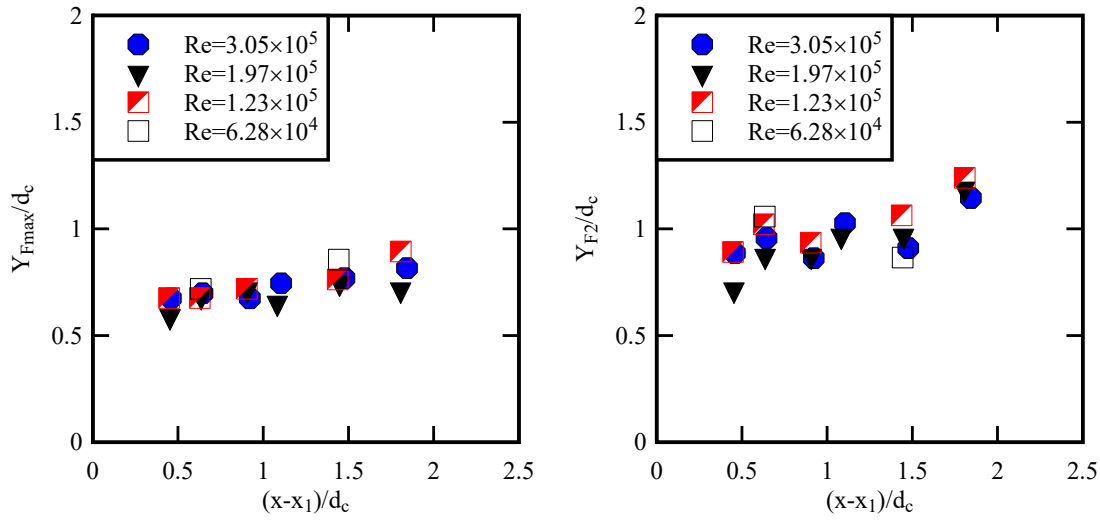 2
1.5
1
0.5
0
Y_Fmax/d_c
Re=3.05×10^5
Re=1.97×10^5
Re=1.23×10^5
Re=6.28×10^4
0 0.5 1 1.5 2 2.5
(x-x_1)/d_c
2
1.5
1
0.5
0
Y_F2/d_c
Re=3.05×10^5
Re=1.97×10^5
Re=1.23×10^5
Re=6.28×10^4
0 0.5 1 1.5 2 2.5
(x-x_1)/d_c